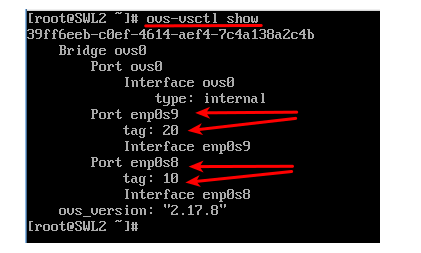 [root@SWL2 ~]# ovs-vsctl show
39ff6eeb-c0ef-4614-aef4-7c4a138a2c4b
    Bridge ovs0
        Port ovs0
            Interface ovs0
                type: internal
        Port enp0s9
            tag: 20
            Interface enp0s9
        Port enp0s8
            tag: 10
            Interface enp0s8
    ovs_version: "2.17.8"
[root@SWL2 ~]#